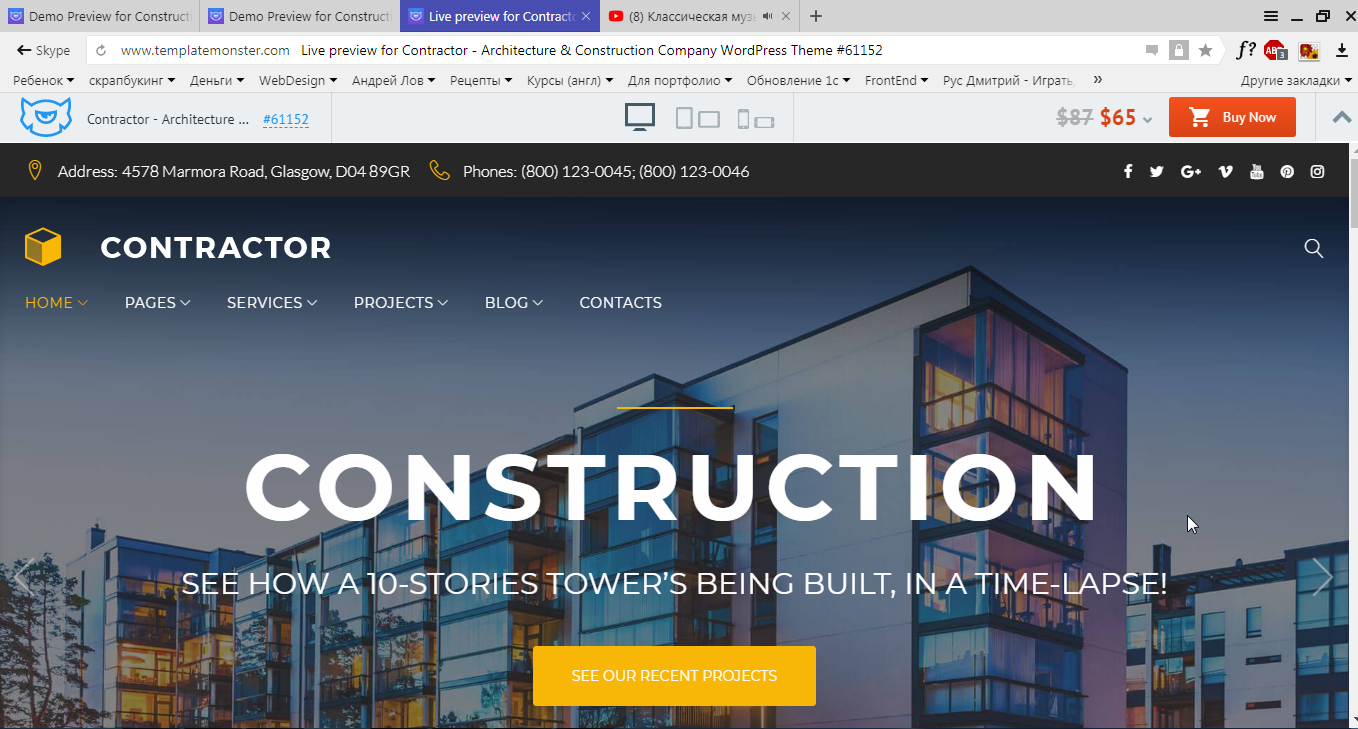 Demo Preview for Constructi
Demo Preview for Construct
Live preview for Contracto
(8) Классическая музы
Skype
www.templatemonster.com Live preview for Contractor - Architecture & Construction Company WordPress Theme #61152
f?
ABP
3
Ребенок скрапбукинг Деньги WebDesign Андрей Лов Рецепты Курсы (англ) Для портфолио Обновление 1с FrontEnd Рус Дмитрий - Играть, » Другие закладки
Contractor - Architecture ... #61152
$87 $65
Buy Now
Address: 4578 Marmora Road, Glasgow, D04 89GR Phones: (800) 123-0045; (800) 123-0046
CONTRACTOR
HOME PAGES SERVICES PROJECTS BLOG CONTACTS
CONSTRUCTION
SEE HOW A 10-STORIES TOWER’S BEING BUILT, IN A TIME-LAPSE!
SEE OUR RECENT PROJECTS